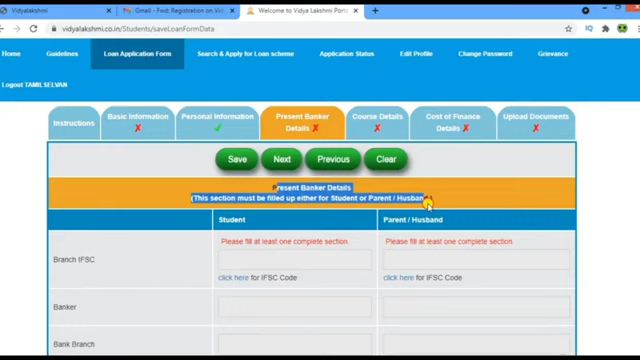 Vidyalakshmi
Gmail - Fwd: Registration on Vid
Welcome to Vidya Lakshmi Porta
vidyalakshmi.co.in/Students/saveLoanFormData
Home
Guidelines
Loan Application Form
Search & Apply for Loan scheme
Application Status
Edit Profile
Change Password
Grievance
Logout TAMILSELVAN
Instructions
Basic Information
Personal Information
Present Banker
Details
Course Details
Cost of Finance
Details
Upload Documents
Save
Next
Previous
Clear
Present Banker Details
(This section must be filled up either for Student or Parent / Husband)
Student
Parent / Husband
Please fill at least one complete section.
Please fill at least one complete section.
Branch IFSC
click here for IFSC Code
click here for IFSC Code
Banker
Bank Branch